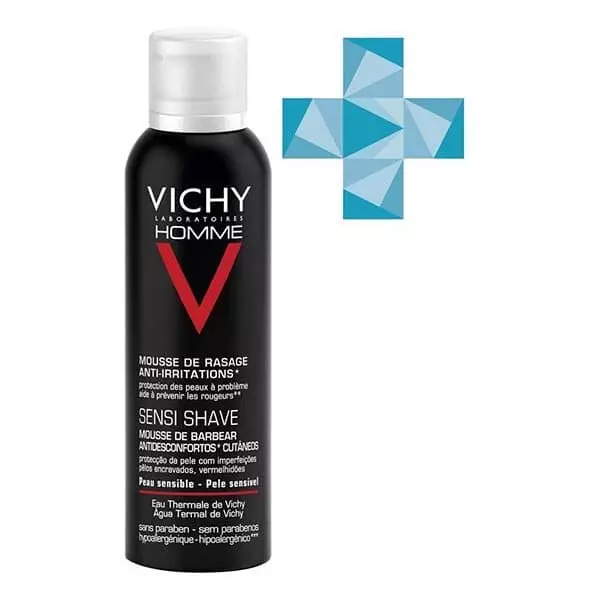 VICHY
LABORATOIRES
HOMME
V
MOUSSE DE RASAGE
ANTI-IRRITATIONS*
protection des peaux à problème
aide à prévenir les rougeurs**
SENSI SHAVE
MOUSSE DE BARBEAR
ANTIDESCONFORTOS* CUTÂNEOS
protecção da pele com imperfeições
pêlos encravados, vermelhidões
Peau sensible - Pele sensível
Eau Thermale de Vichy
Água Termal de Vichy
sans paraben - sem parabenos
hypoallergénique - hipoalergénico***